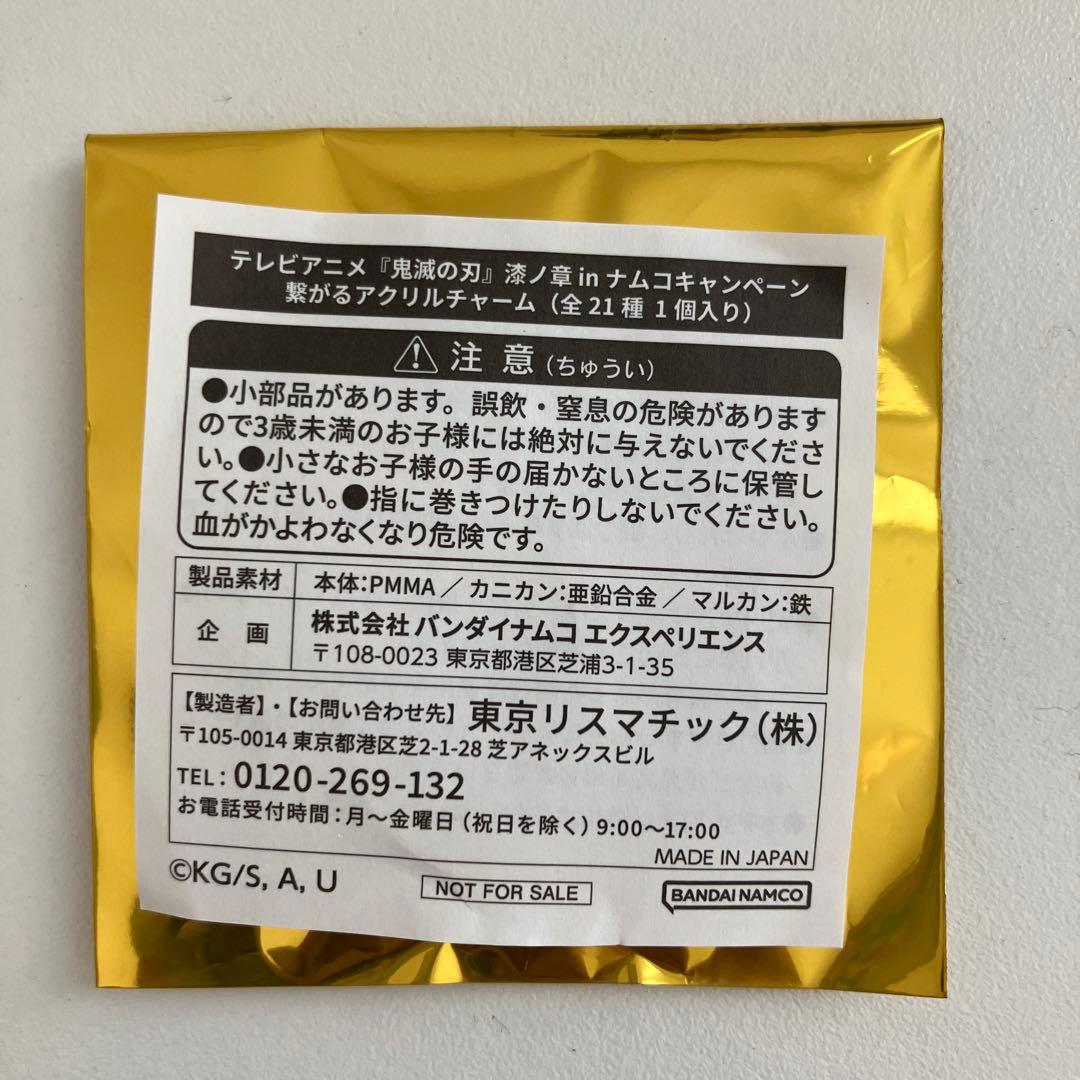 テレビアニメ『鬼滅の刃』漆ノ章 in ナムコキャンペーン
繋がるアクリルチャーム（全21種 1個入り）
注 意（ちゅうい）
●小部品があります。誤飲・窒息の危険があります
ので3歳未満のお子様には絶対に与えないでくださ
い。●小さなお子様の手の届かないところに保管し
てください。●指に巻きつけたりしないでください。
血がかよわなくなり危険です。
製品素材 本体：PMMA ／ カニカン：亜鉛合金 ／ マルカン：鉄
企 画 株式会社 バンダイナムコ エクスペリエンス
〒108-0023 東京都港区芝浦3-1-35
【製造者】・【お問い合わせ先】 東京リスマチック（株）
〒105-0014 東京都港区芝2-1-28 芝アネックスビル
TEL：0120-269-132
お電話受付時間：月～金曜日（祝日を除く）9:00～17:00
MADE IN JAPAN
©KG/S, A, U NOT FOR SALE BANDAI NAMCO